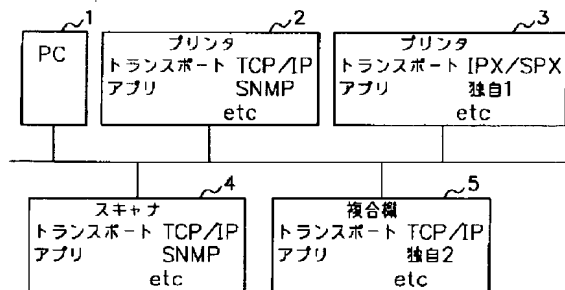 1
PC
2
プリンタ
トランスポート TCP/IP
アプリ SNMP
etc
3
プリンタ
トランスポート IPX/SPX
アプリ 独自1
etc
4
スキャナ
トランスポート TCP/IP
アプリ SNMP
etc
5
複合機
トランスポート TCP/IP
アプリ 独自2
etc